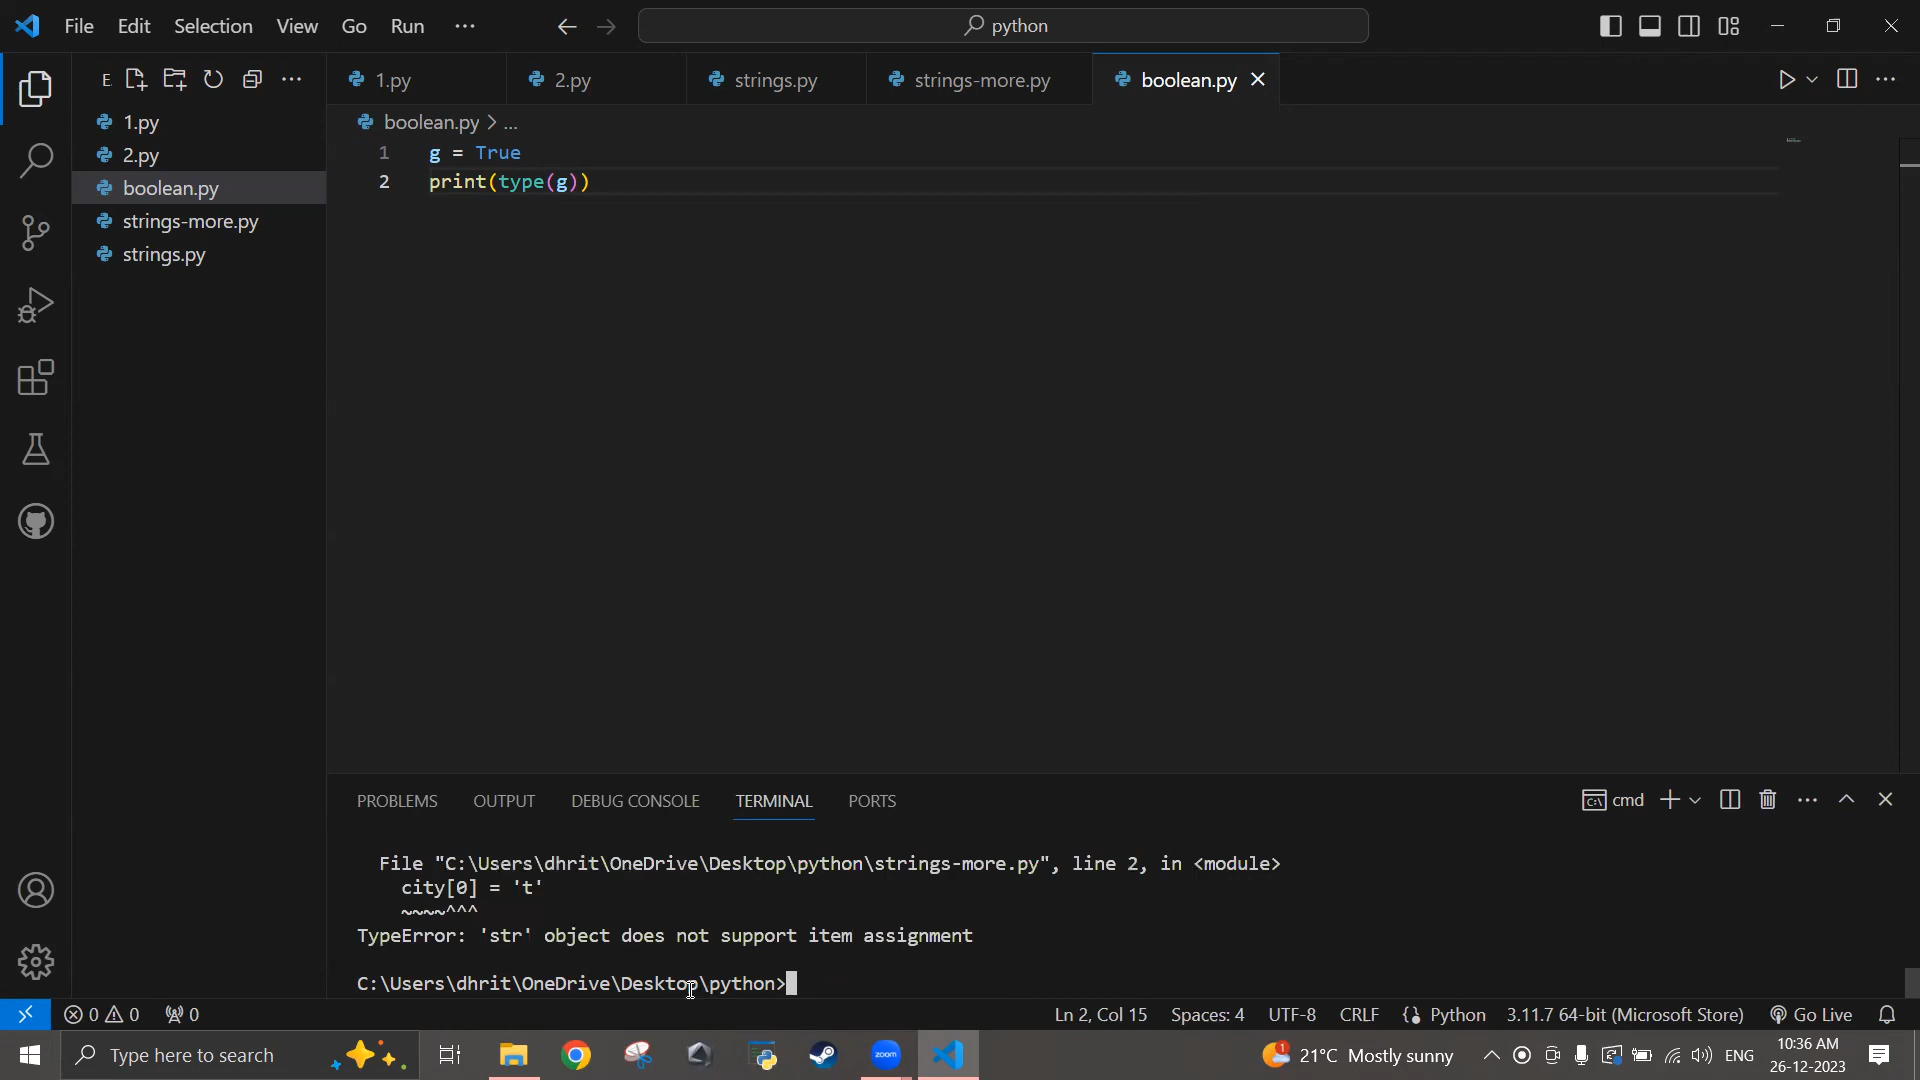 File Edit Selection View Go Run ··· python
E
1.py
2.py
boolean.py
strings-more.py
strings.py
1.py 2.py strings.py strings-more.py boolean.py
boolean.py > ...
1 g = True
2 print(type(g))
PROBLEMS OUTPUT DEBUG CONSOLE TERMINAL PORTS cmd
File "C:\Users\dhrit\OneDrive\Desktop\python\strings-more.py", line 2, in <module>
city[0] = 't'
~~~~^^^
TypeError: 'str' object does not support item assignment
C:\Users\dhrit\OneDrive\Desktop\python>
0 0 0 Ln 2, Col 15 Spaces: 4 UTF-8 CRLF Python 3.11.7 64-bit (Microsoft Store) Go Live
Type here to search zoom 1 21°C Mostly sunny ENG 10:36 AM
26-12-2023